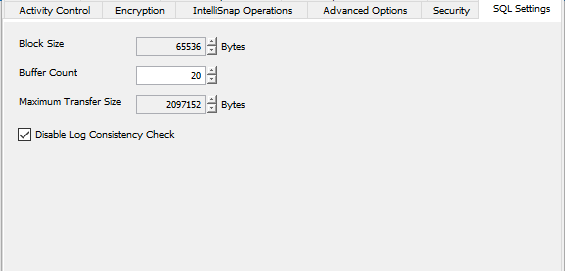 Activity Control Encryption IntelliSnap Operations Advanced Options Security SQL Settings
Block Size 65536 Bytes
Buffer Count 20
Maximum Transfer Size 2097152 Bytes
Disable Log Consistency Check